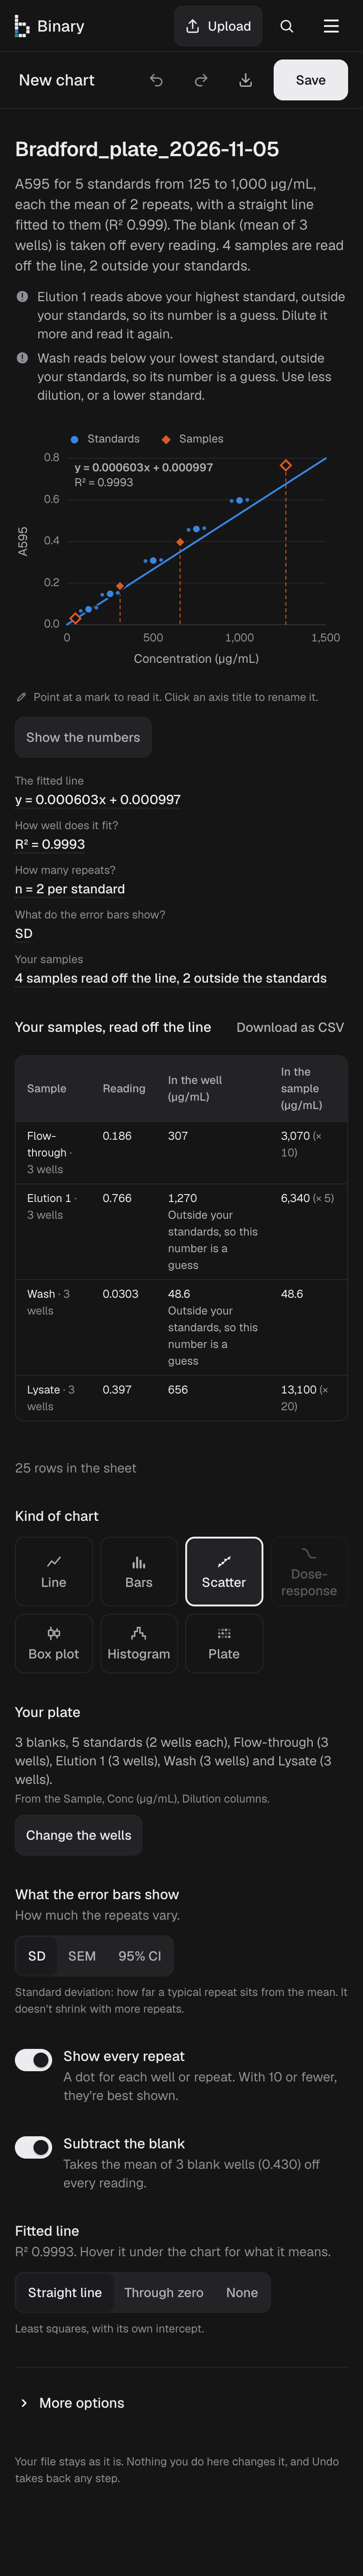 Binary
Upload
New chart
Save
Bradford_plate_2026-11-05
A595 for 5 standards from 125 to 1,000 µg/mL,
each the mean of 2 repeats, with a straight line
fitted to them (R² 0.999). The blank (mean of 3
wells) is taken off every reading. 4 samples are read
off the line, 2 outside your standards.
Elution 1 reads above your highest standard, outside
your standards, so its number is a guess. Dilute it
more and read it again.
Wash reads below your lowest standard, outside
your standards, so its number is a guess. Use less
dilution, or a lower standard.
Standards
Samples
y = 0.000603x + 0.000997
R² = 0.9993
0.8
0.6
0.4
0.2
0.0
A595
0
500
1,000
1,500
Concentration (µg/mL)
Point at a mark to read it. Click an axis title to rename it.
Show the numbers
The fitted line
y = 0.000603x + 0.000997
How well does it fit?
R² = 0.9993
How many repeats?
n = 2 per standard
What do the error bars show?
SD
Your samples
4 samples read off the line, 2 outside the standards
Your samples, read off the line
Download as CSV
Sample
Reading
In the well
(µg/mL)
In the
sample
(µg/mL)
Flow-
through ·
3 wells
0.186
307
3,070 (×
10)
Elution 1 ·
3 wells
0.766
1,270
Outside your
standards, so this
number is a
guess
6,340 (× 5)
Wash · 3
wells
0.0303
48.6
Outside your
standards, so this
number is a
guess
48.6
Lysate · 3
wells
0.397
656
13,100 (×
20)
25 rows in the sheet
Kind of chart
Line
Bars
Scatter
Dose-
response
Box plot
Histogram
Plate
Your plate
3 blanks, 5 standards (2 wells each), Flow-through (3
wells), Elution 1 (3 wells), Wash (3 wells) and Lysate (3
wells).
From the Sample, Conc (µg/mL), Dilution columns.
Change the wells
What the error bars show
How much the repeats vary.
SD
SEM
95% CI
Standard deviation: how far a typical repeat sits from the mean. It
doesn't shrink with more repeats.
Show every repeat
A dot for each well or repeat. With 10 or fewer,
they're best shown.
Subtract the blank
Takes the mean of 3 blank wells (0.430) off
every reading.
Fitted line
R² 0.9993. Hover it under the chart for what it means.
Straight line
Through zero
None
Least squares, with its own intercept.
More options
Your file stays as it is. Nothing you do here changes it, and Undo
takes back any step.